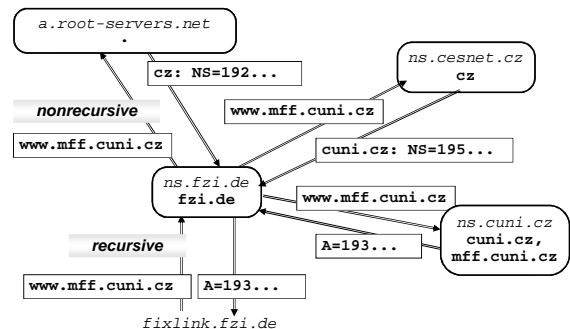 a.root-servers.net
.
cz: NS=192...
ns.cesnet.cz
cz
nonrecursive
www.mff.cuni.cz
www.mff.cuni.cz
cuni.cz: NS=195...
ns.fzi.de
fzi.de
www.mff.cuni.cz
ns.cuni.cz
cuni.cz,
mff.cuni.cz
recursive
A=193...
www.mff.cuni.cz
A=193...
fixlink.fzi.de